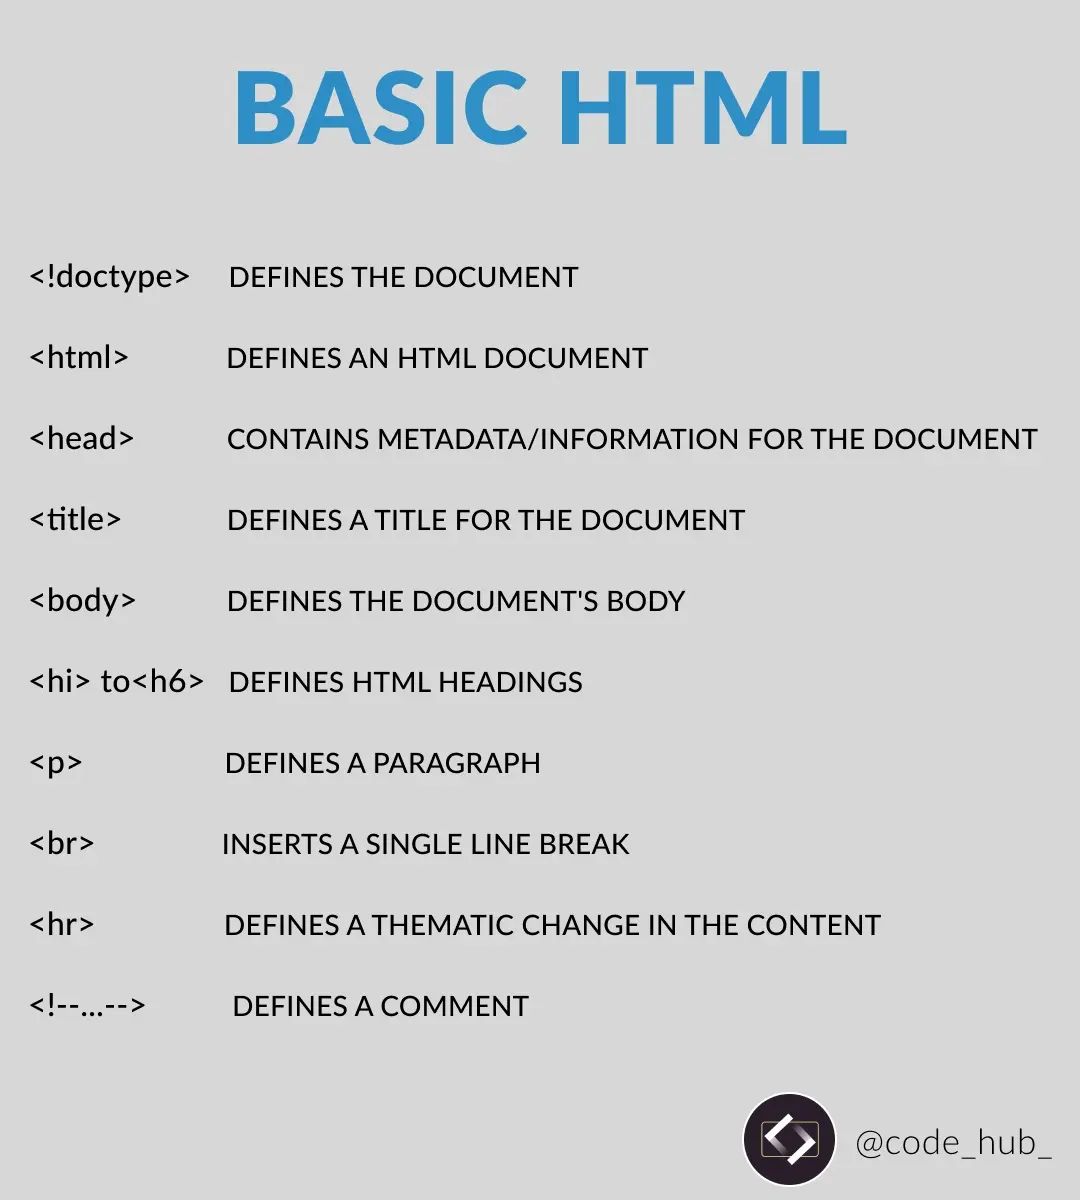 BASIC HTML
<!doctype> DEFINES THE DOCUMENT
<html> DEFINES AN HTML DOCUMENT
<head> CONTAINS METADATA/INFORMATION FOR THE DOCUMENT
<title> DEFINES A TITLE FOR THE DOCUMENT
<body> DEFINES THE DOCUMENT'S BODY
<hi> to<h6> DEFINES HTML HEADINGS
<p> DEFINES A PARAGRAPH
<br> INSERTS A SINGLE LINE BREAK
<hr> DEFINES A THEMATIC CHANGE IN THE CONTENT
<!--...--> DEFINES A COMMENT
@code_hub_